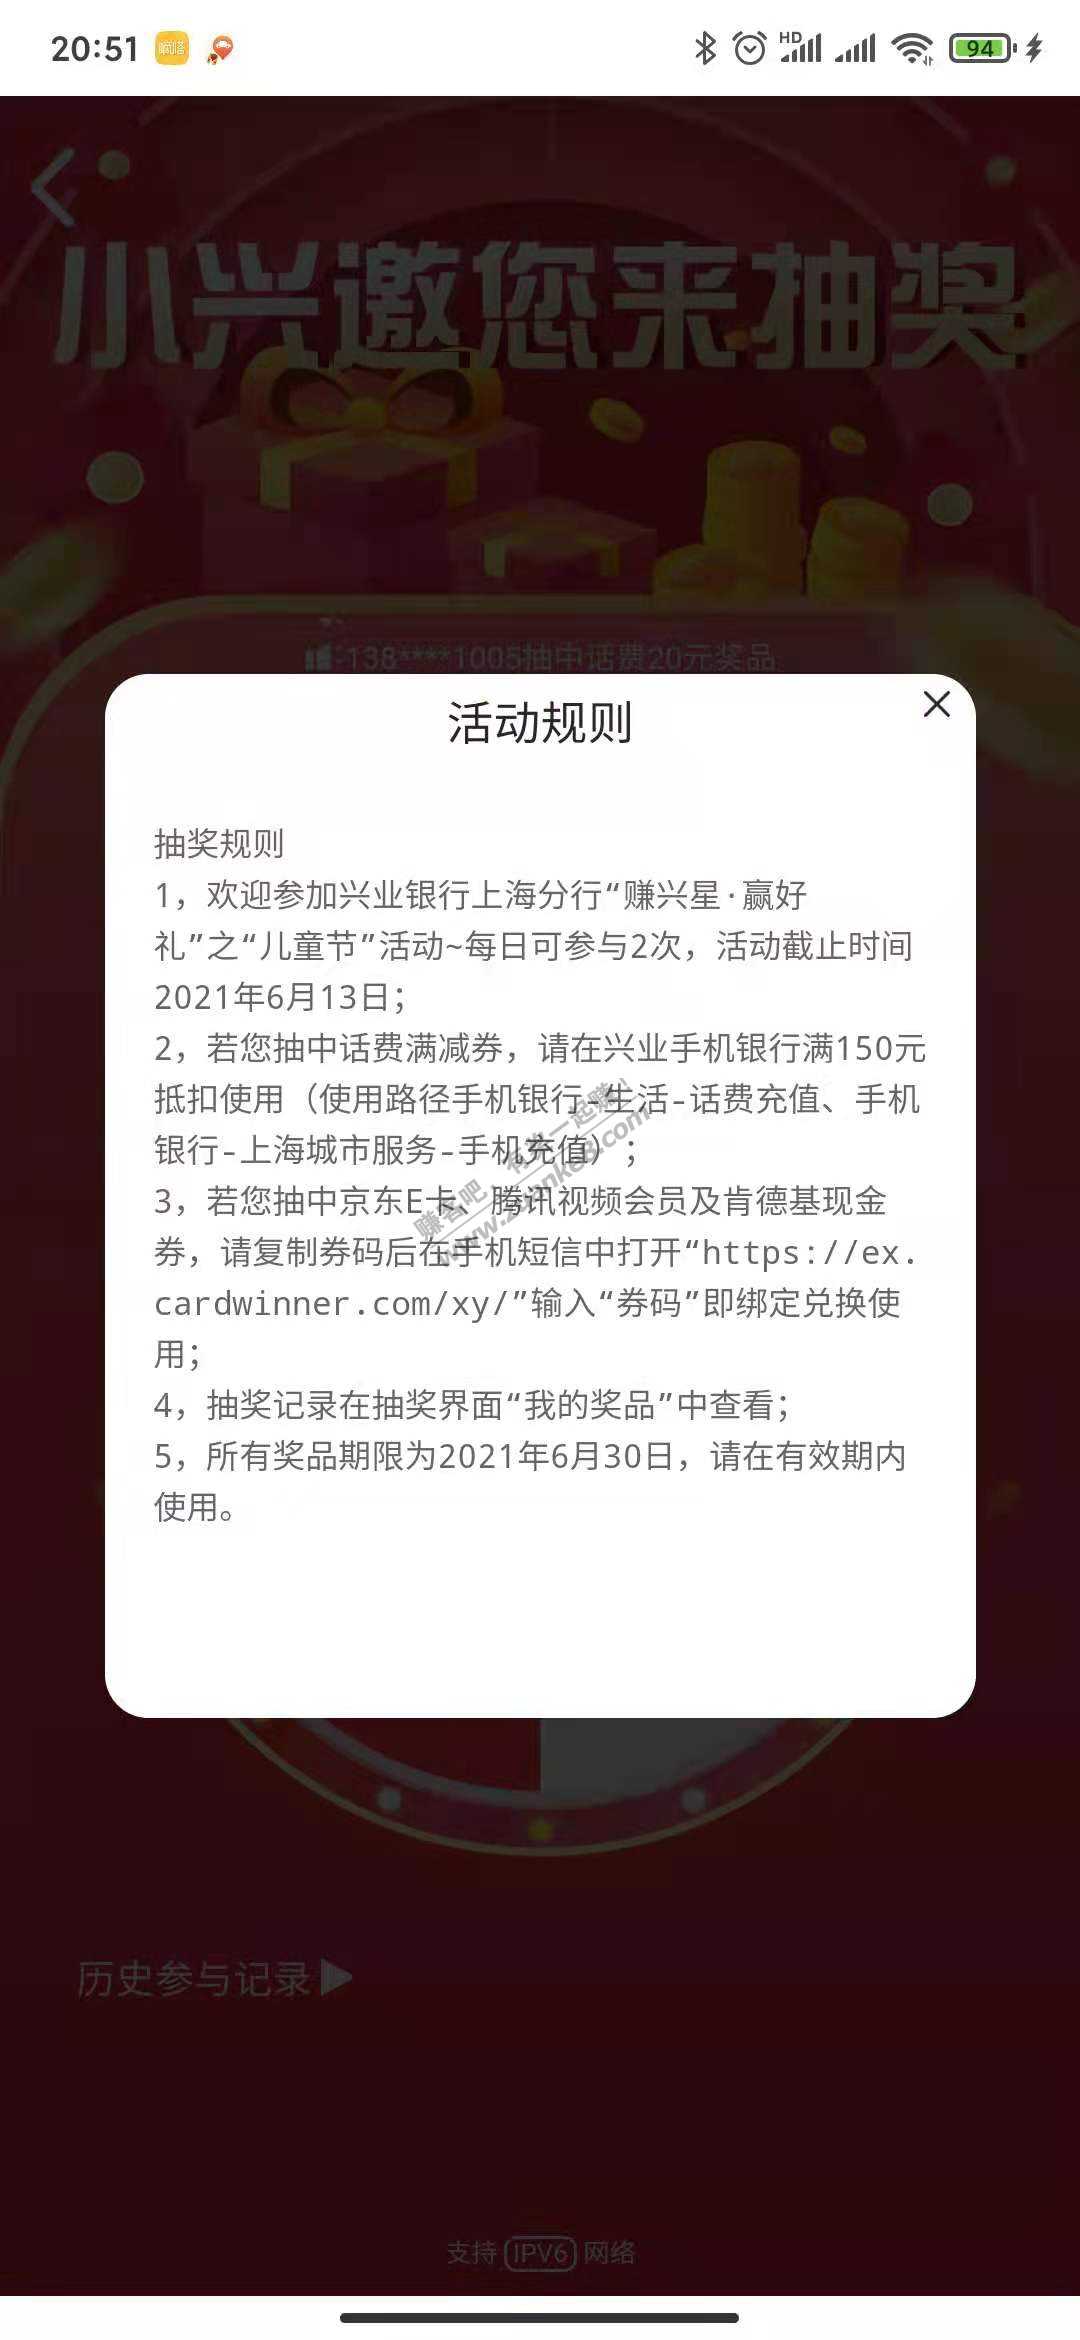 20:51
嘀嗒
HD
94
小兴邀您来抽奖
138****1005抽中话费20元奖品
活动规则
抽奖规则
1，欢迎参加兴业银行上海分行“赚兴星·赢好
礼”之“儿童节”活动~每日可参与2次，活动截止时间
2021年6月13日；
2，若您抽中话费满减券，请在兴业手机银行满150元
抵扣使用（使用路径手机银行-生活-话费充值、手机
银行-上海城市服务-手机充值）；
3，若您抽中京东E卡、腾讯视频会员及肯德基现金
券，请复制券码后在手机短信中打开“https://ex.
cardwinner.com/xy/”输入“券码”即绑定兑换使
用；
4，抽奖记录在抽奖界面“我的奖品”中查看；
5，所有奖品期限为2021年6月30日，请在有效期内
使用。
赚客吧，有奖一起赚！
www.zuanke8.com
历史参与记录▶
支持 IPV6 网络